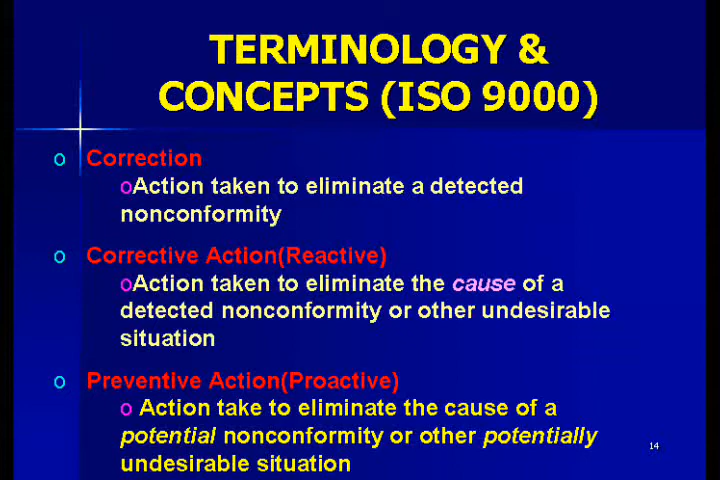 TERMINOLOGY &
CONCEPTS (ISO 9000)
o Correction
oAction taken to eliminate a detected
nonconformity
o Corrective Action(Reactive)
oAction taken to eliminate the cause of a
detected nonconformity or other undesirable
situation
o Preventive Action(Proactive)
o Action take to eliminate the cause of a
potential nonconformity or other potentially
undesirable situation
14